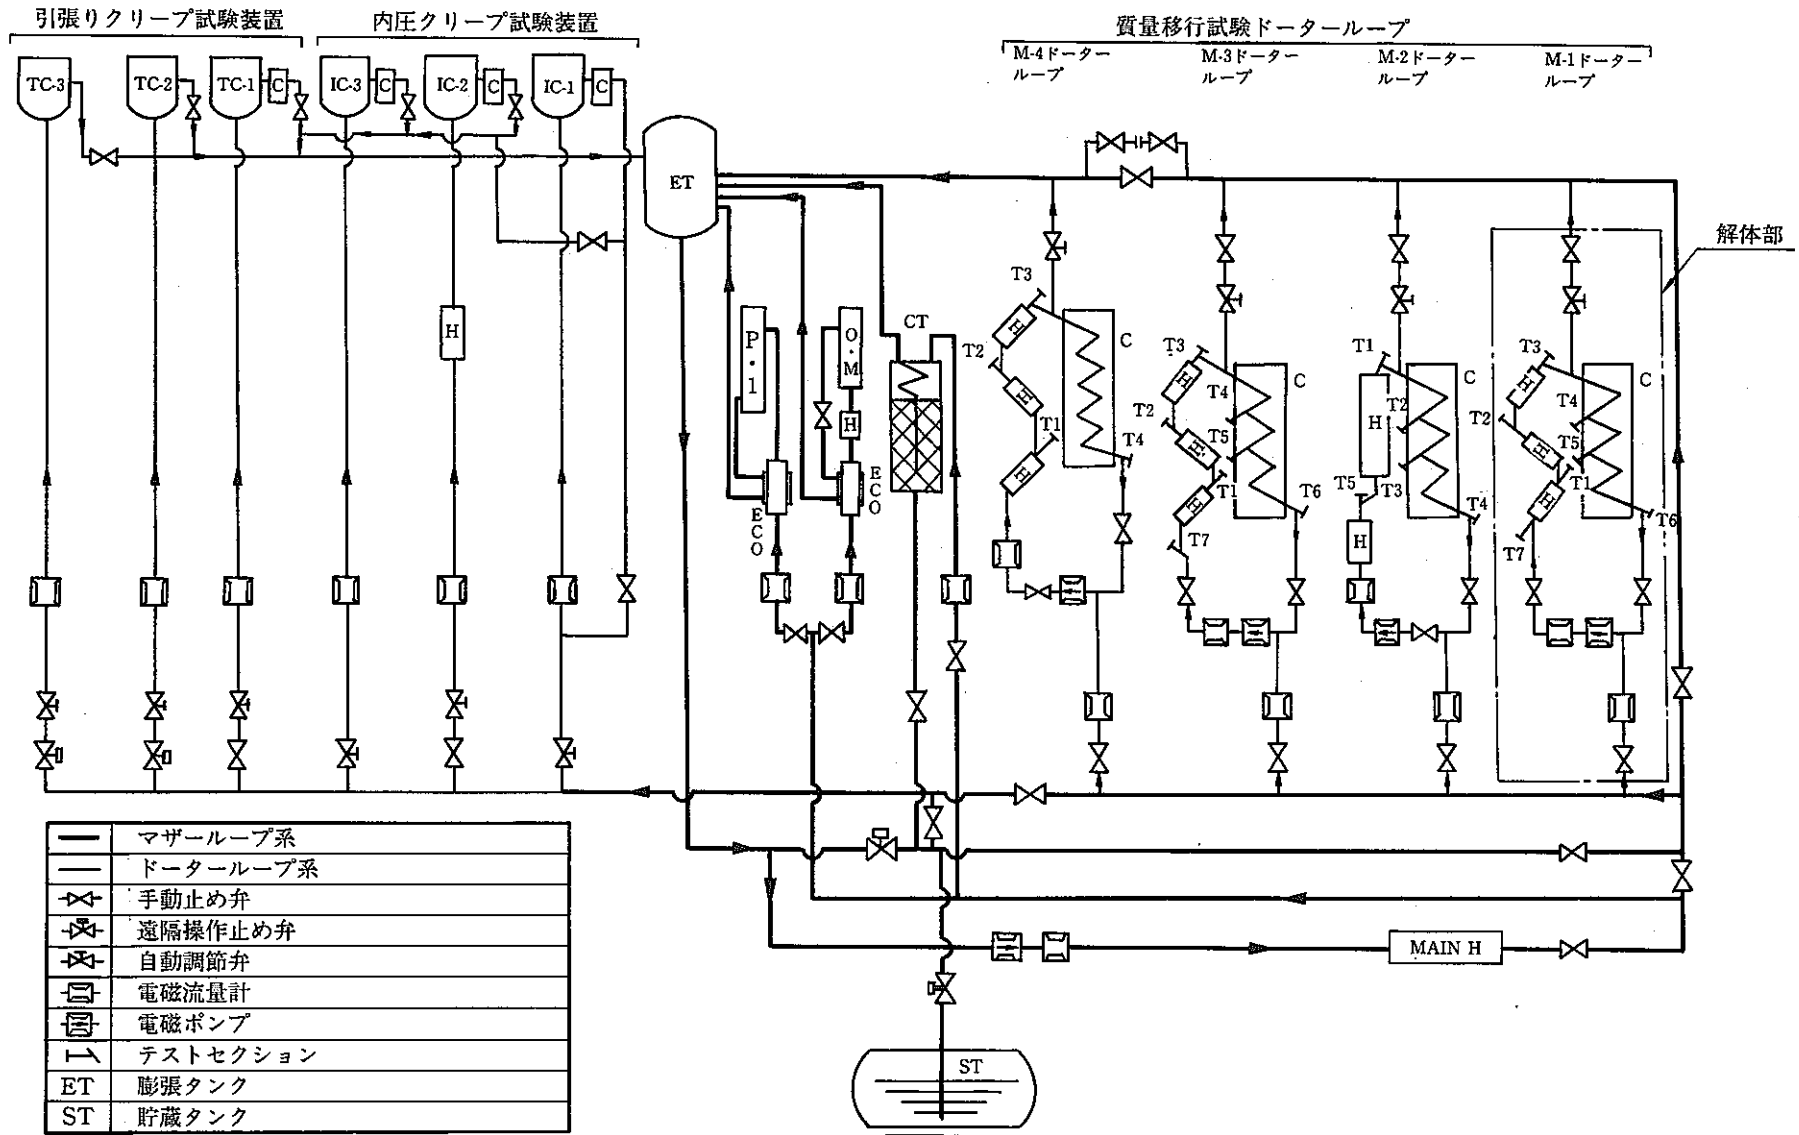 引張りクリープ試験装置
内圧クリープ試験装置
質量移行試験ドーターループ
M-4ドーター
ループ
M-3ドーター
ループ
M-2ドーター
ループ
M-1ドーター
ループ
TC-3
TC-2
TC-1
C
IC-3
C
IC-2
C
IC-1
C
ET
解体部
H
P・1
O・M
H
ECO
ECO
CT
T3
H
T2
H
T1
H
C
T4
T3
H
T4
T2
H
T5
T1
H
T7
C
T6
T1
H
T2
T5
T3
H
C
T4
T3
H
T4
T2
H
T5
T1
H
T7
C
T6
MAIN H
ST
マザーループ系
ドーターループ系
手動止め弁
遠隔操作止め弁
自動調節弁
電磁流量計
電磁ポンプ
テストセクション
ET 膨張タンク
ST 貯蔵タンク